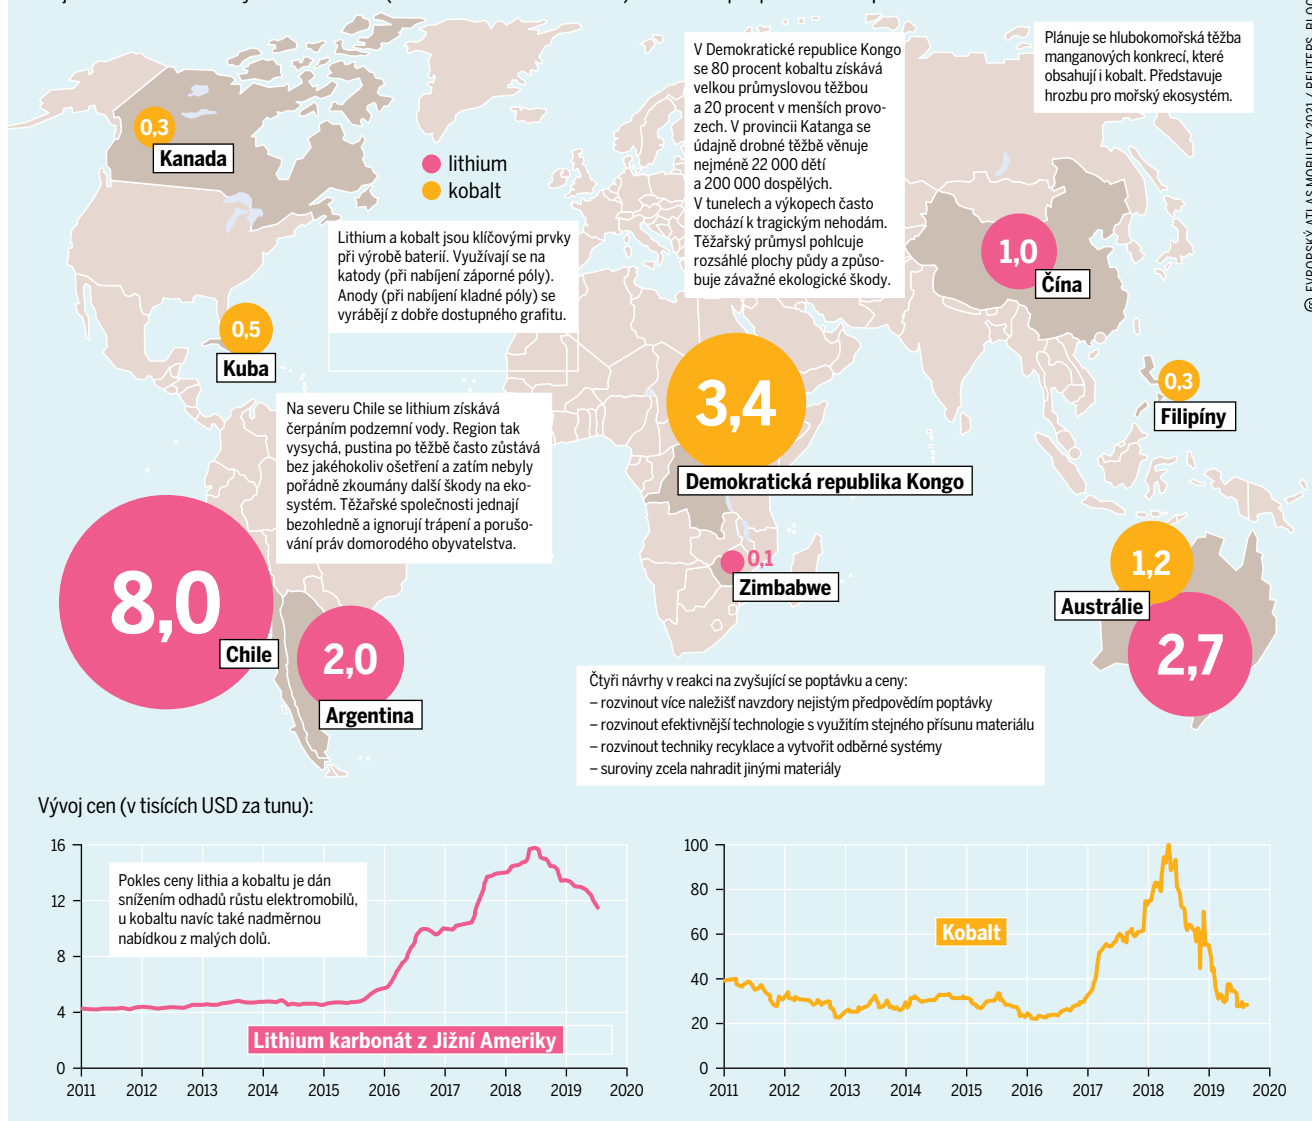 Plánuje se hlubokomořská těžba
manganových konkrecí, které
obsahují i kobalt. Představuje
hrozbu pro mořský ekosystém.
V Demokratické republice Kongo
se 80 procent kobaltu získává
velkou průmyslovou těžbou
a 20 procent v menších provo-
zech. V provincii Katanga se
údajně drobné těžbě věnuje
nejméně 22 000 dětí
a 200 000 dospělých.
V tunelech a výkopech často
dochází k tragickým nehodám.
Těžařský průmysl pohlcuje
rozsáhlé plochy půdy a způso-
buje závažné ekologické škody.
0,3
Kanada
lithium
kobalt
Lithium a kobalt jsou klíčovými prvky
při výrobě baterií. Využívají se na
katody (při nabíjení záporné póly).
Anody (při nabíjení kladné póly) se
vyrábějí z dobře dostupného grafitu.
1,0
Čína
0,5
Kuba
3,4
Demokratická republika Kongo
0,3
Filipíny
Na severu Chile se lithium získává
čerpáním podzemní vody. Region tak
vysychá, pustina po těžbě často zůstává
bez jakéhokoliv ošetření a zatím nebyly
pořádně zkoumány další škody na eko-
systém. Těžařské společnosti jednají
bezohledně a ignorují trápení a porušo-
vání práv domorodého obyvatelstva.
8,0
Chile
2,0
Argentina
0,1
Zimbabwe
1,2
Austrálie
2,7
Čtyři návrhy v reakci na zvyšující se poptávku a ceny:
– rozvinout více nalezišť navzdory nejistým předpovědím poptávky
– rozvinout efektivnější technologie s využitím stejného přísunu materiálu
– rozvinout techniky recyklace a vytvořit odběrné systémy
– suroviny zcela nahradit jinými materiály
EVROPSKÝ ATLAS MOBILITY 2021 / REUTERS, BLOO
Vývoj cen (v tisících USD za tunu):
16
12
8
4
0
2011 2012 2013 2014 2015 2016 2017 2018 2019 2020
Pokles ceny lithia a kobaltu je dán
snížením odhadů růstu elektromobilů,
u kobaltu navíc také nadměrnou
nabídkou z malých dolů.
Lithium karbonát z Jižní Ameriky
100
80
60
40
20
0
2011 2012 2013 2014 2015 2016 2017 2018 2019 2020
Kobalt